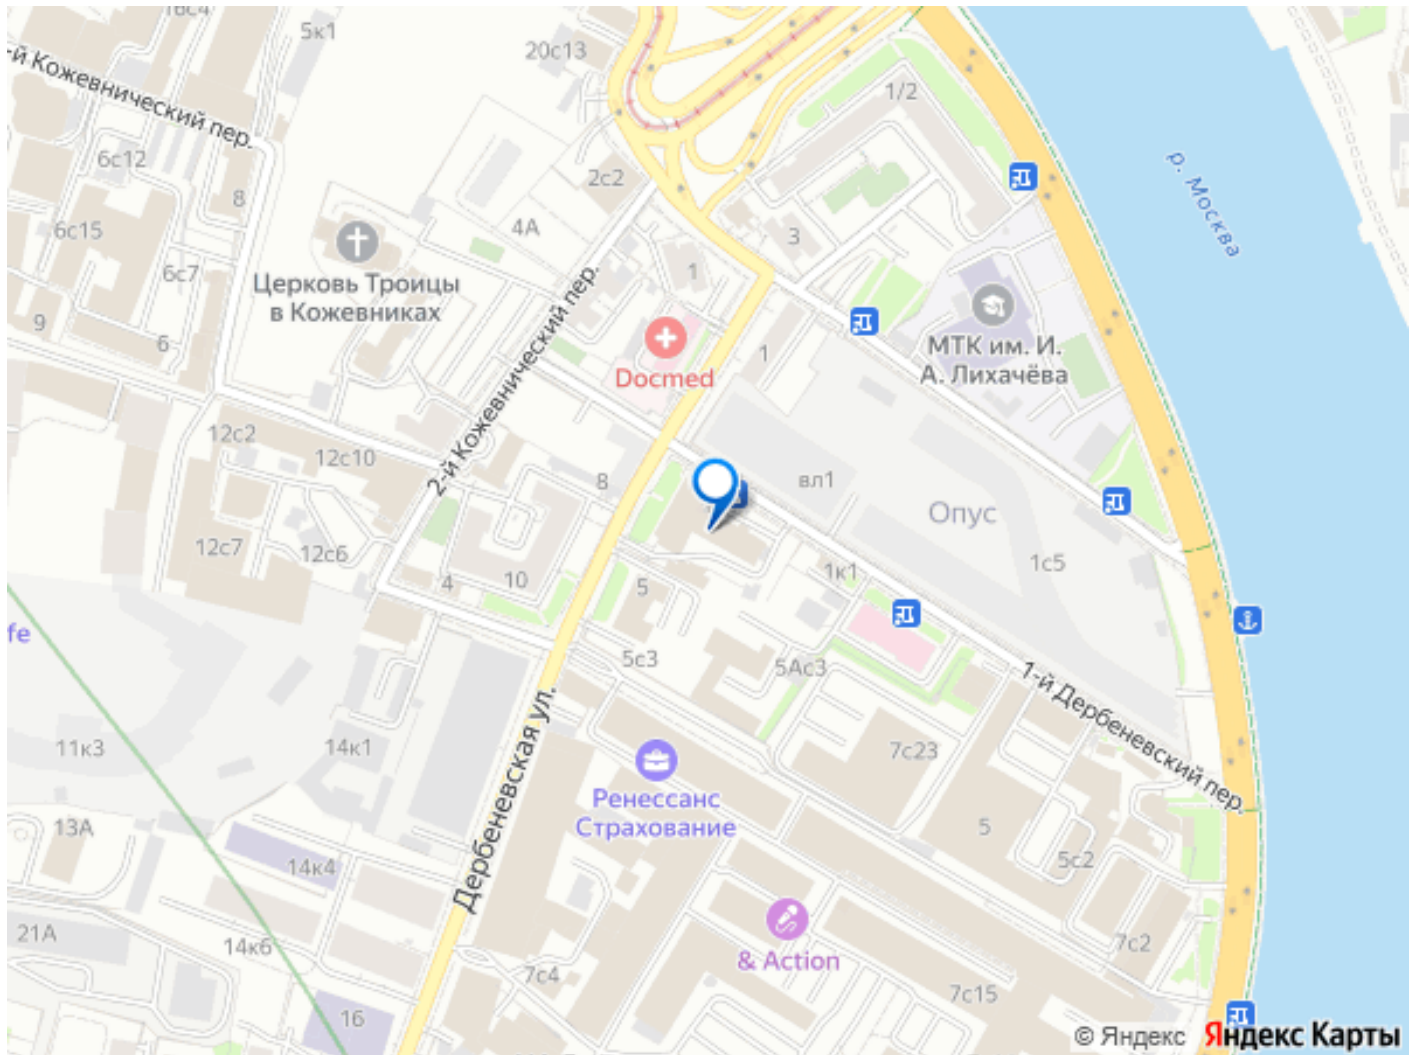 16с4
5к1
20с13
-й Кожевнический пер.
1/2
6с12
8
2с2
р. Москва
6с15
4А
3
6с7
1
Церковь Троицы
в Кожевниках
2-й Кожевнический пер.
9
6
1
Docmed
МТК им. И.
А. Лихачёва
12с2
12с10
8
вл1
Опус
12с7
12с6
4
10
5
1к1
1с5
fe
5с3
5Ас3
1-й Дербеневский пер.
11к3
14к1
Дербеневская ул.
7с23
Ренессанс
Страхование
13А
5
14к4
5с2
21А
14к6
& Action
7с2
7с4
7с15
16
© Яндекс Яндекс Карты